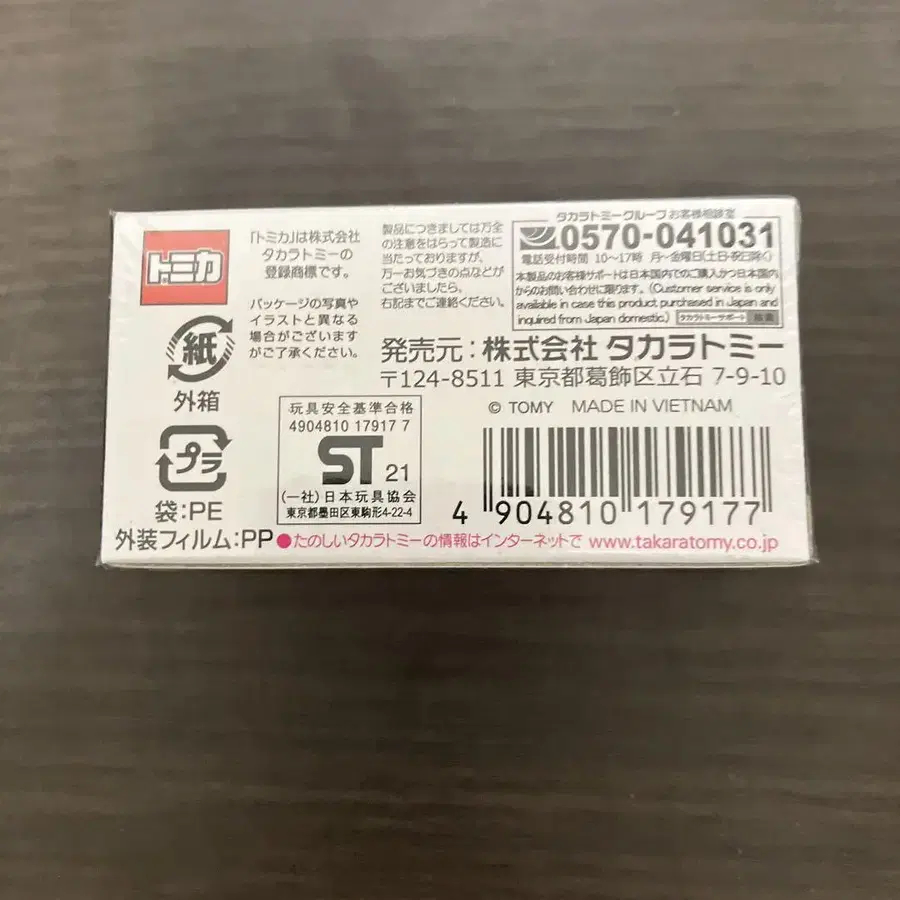 トミカ
「トミカ」は株式会社
タカラトミーの
登録商標です。
パッケージの写真や
イラストと異なる
場合がございます
がご了承ください。
製品につきましては万全
の注意をはらって製造に
当たっておりますが、
万一お気づきの点などが
ございましたら、
右記までご連絡ください。
タカラトミーグループ お客様相談室
0570-041031
電話受付時間 10〜17時 月〜金曜日(土日・祝日除く)
本製品のお客様サポートは日本国内でのご購入かつ日本国内
からのお問い合わせに限ります。(Customer service is only
available in case this product purchased in Japan and
inquired from Japan domestic.) タカラトミーサポート 検索
発売元:株式会社 タカラトミー
〒124-8511 東京都葛飾区立石 7-9-10
© TOMY MADE IN VIETNAM
紙
外箱
プラ
袋:PE
外装フィルム:PP
玩具安全基準合格
4904810 17917 7
ST 21
(一社)日本玩具協会
東京都墨田区東駒形4-22-4
4 904810 179177
●たのしいタカラトミーの情報はインターネットで www.takaratomy.co.jp